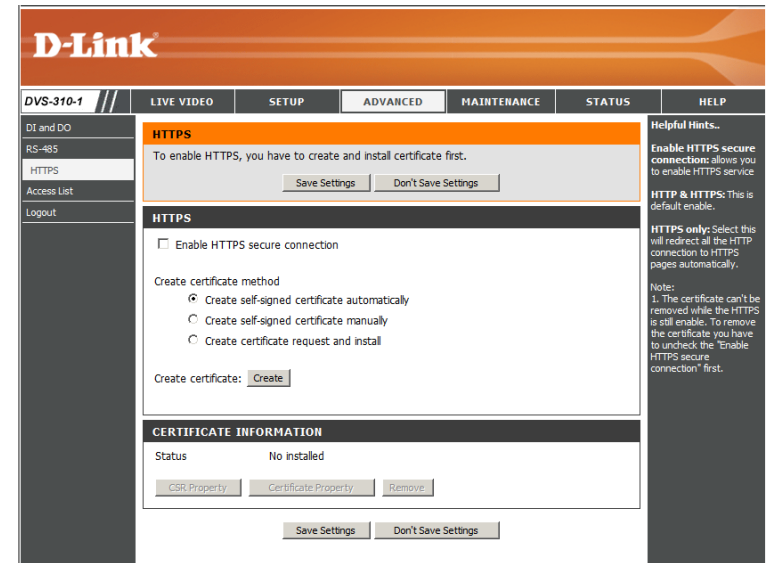 D-Link
DVS-310-1
LIVE VIDEO
SETUP
ADVANCED
MAINTENANCE
STATUS
HELP
DI and DO
RS-485
HTTPS
Access List
Logout
HTTPS
To enable HTTPS, you have to create and install certificate first.
Save Settings
Don't Save Settings
HTTPS
Enable HTTPS secure connection
Create certificate method
Create self-signed certificate automatically
Create self-signed certificate manually
Create certificate request and install
Create certificate:
Create
CERTIFICATE INFORMATION
Status
No installed
CSR Property
Certificate Property
Remove
Save Settings
Don't Save Settings
Helpful Hints..
Enable HTTPS secure
connection: allows you
to enable HTTPS service
HTTP & HTTPS: This is
default enable.
HTTPS only: Select this
will redirect all the HTTP
connection to HTTPS
pages automatically.
Note:
1. The certificate can't be
removed while the HTTPS
is still enable. To remove
the certificate you have
to uncheck the "Enable
HTTPS secure
connection" first.